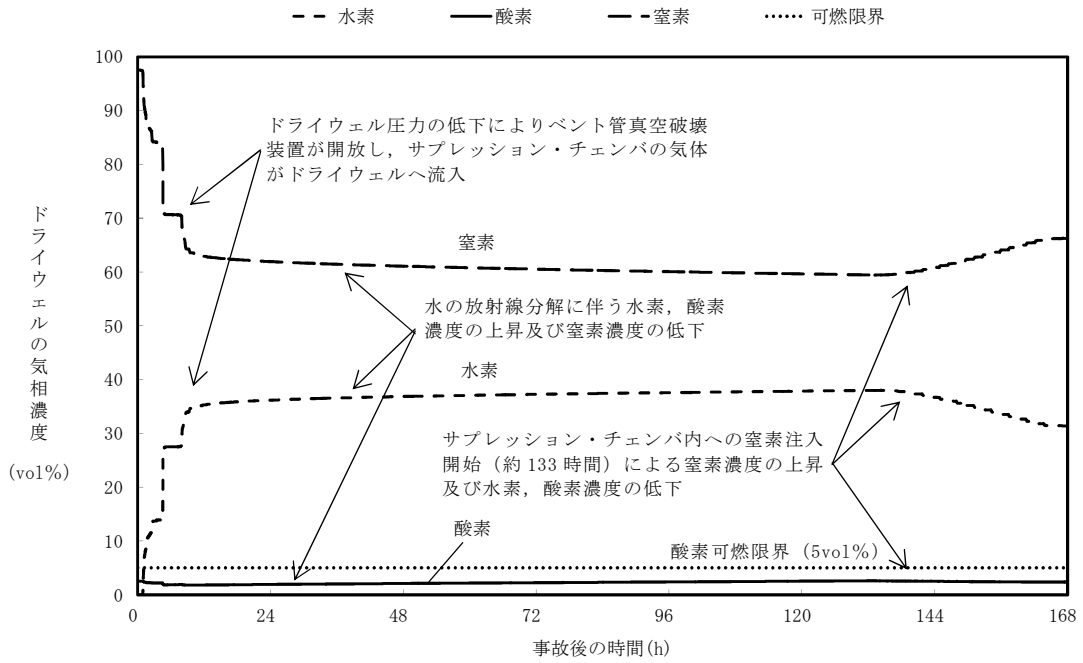 水素
酸素
窒素
可燃限界
100
90
80
70
60
50
40
30
20
10
0
ドライウェルの気相濃度
(vol%)
ドライウェル圧力の低下によりベント管真空破壊
装置が開放し，サプレッション・チェンバの気体
がドライウェルへ流入
窒素
水の放射線分解に伴う水素，酸素
濃度の上昇及び窒素濃度の低下
水素
サプレッション・チェンバ内への窒素注入
開始（約133時間）による窒素濃度の上昇
及び水素，酸素濃度の低下
酸素
酸素可燃限界（5vol%）
0
24
48
72
96
120
144
168
事故後の時間(h)